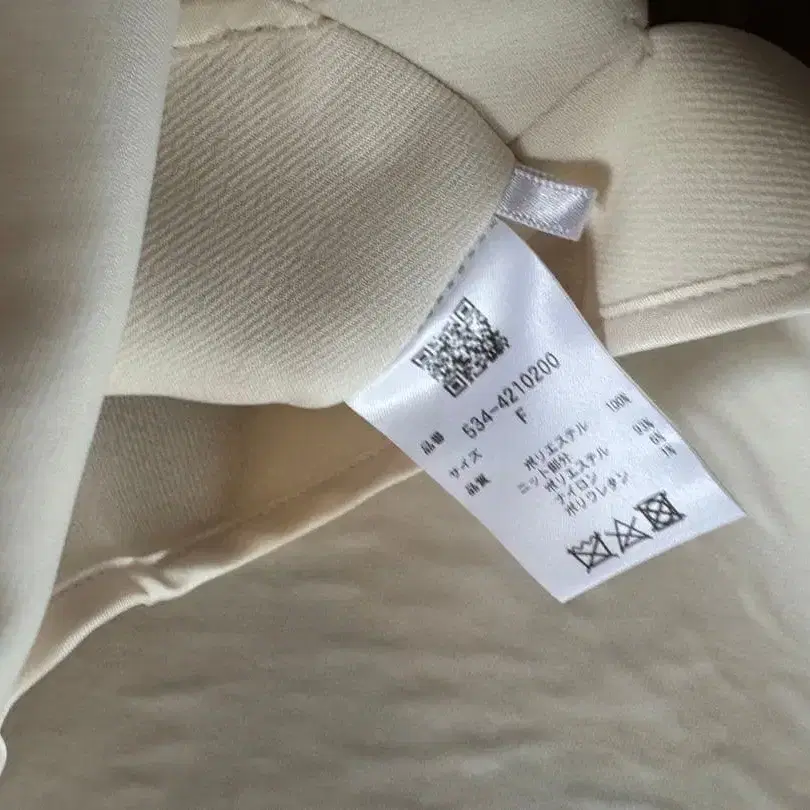 品番 534-4210200
サイズ F
品質 ポリエステル 100%
ニット部分
ポリエステル 93%
ナイロン 6%
ポリウレタン 1%